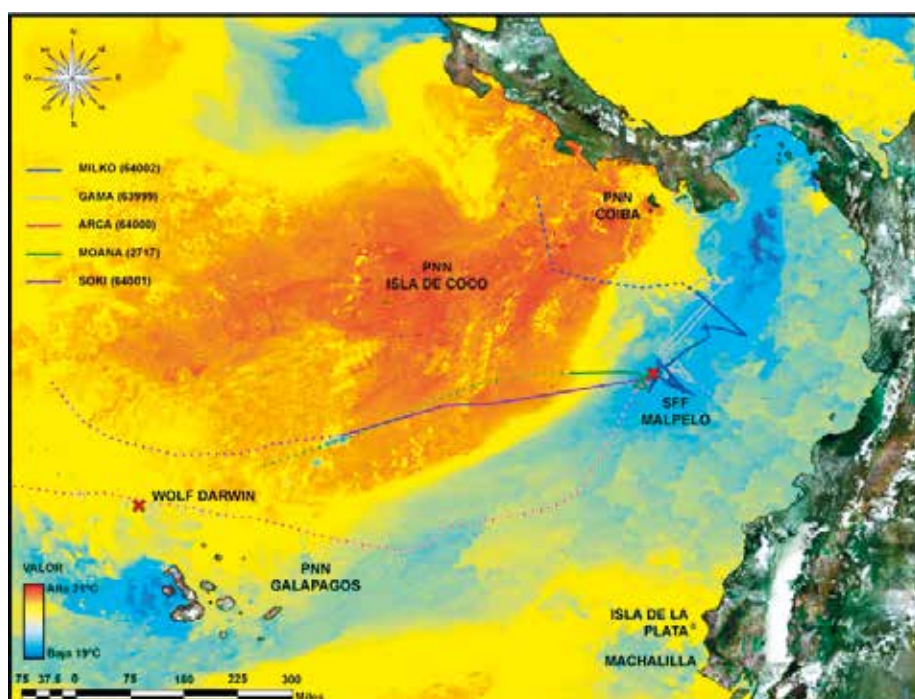 N
E
S
O
MILKO (64002)
GAMA (63999)
ARCA (64000)
MOANA (2717)
SOKI (64001)
PNN
COIBA
PNN
ISLA DE COCO
SFF
MALPELO
WOLF DARWIN
PNN
GALAPAGOS
VALOR
Baja 19°C
ISLA DE LA
PLATA
MACHALILLA
75 37.5 0 75 150 225 300
Miles